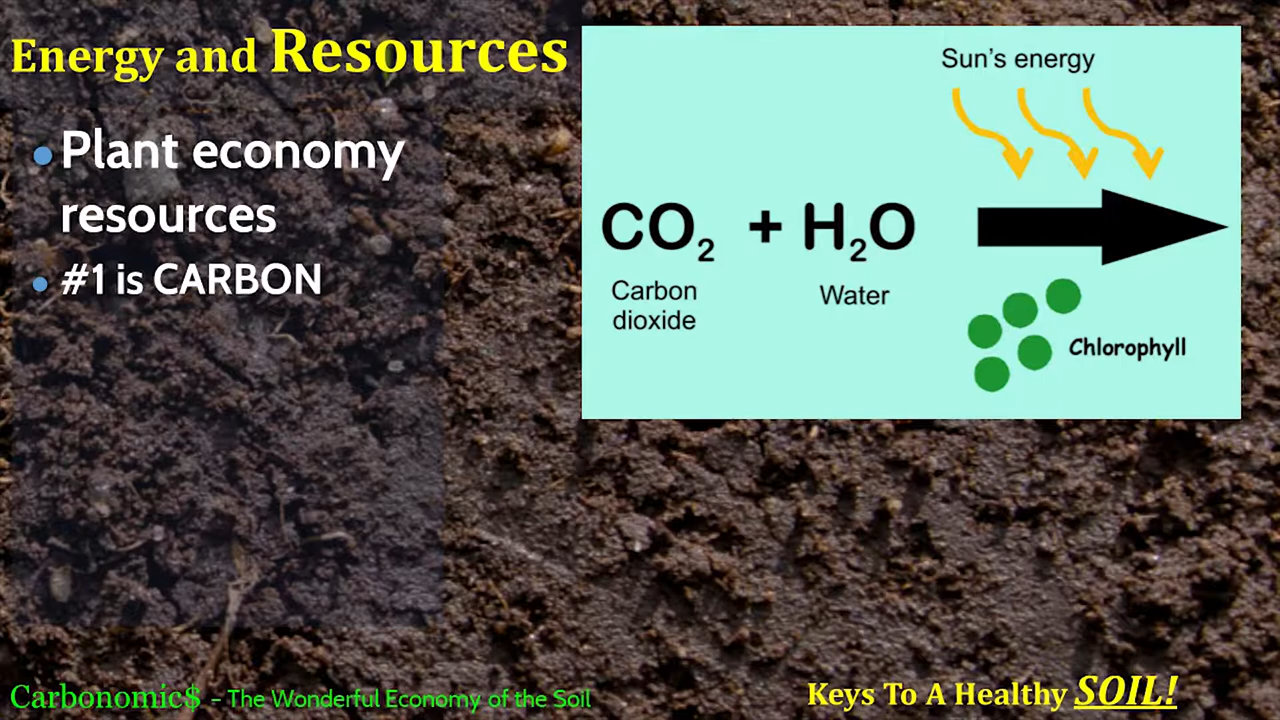 Energy and Resources
Plant economy
resources
#1 is CARBON
Sun's energy
CO₂ + H₂O
Carbon
dioxide
Water
Chlorophyll
Carbonomic$ – The Wonderful Economy of the Soil
Keys To A Healthy SOIL!